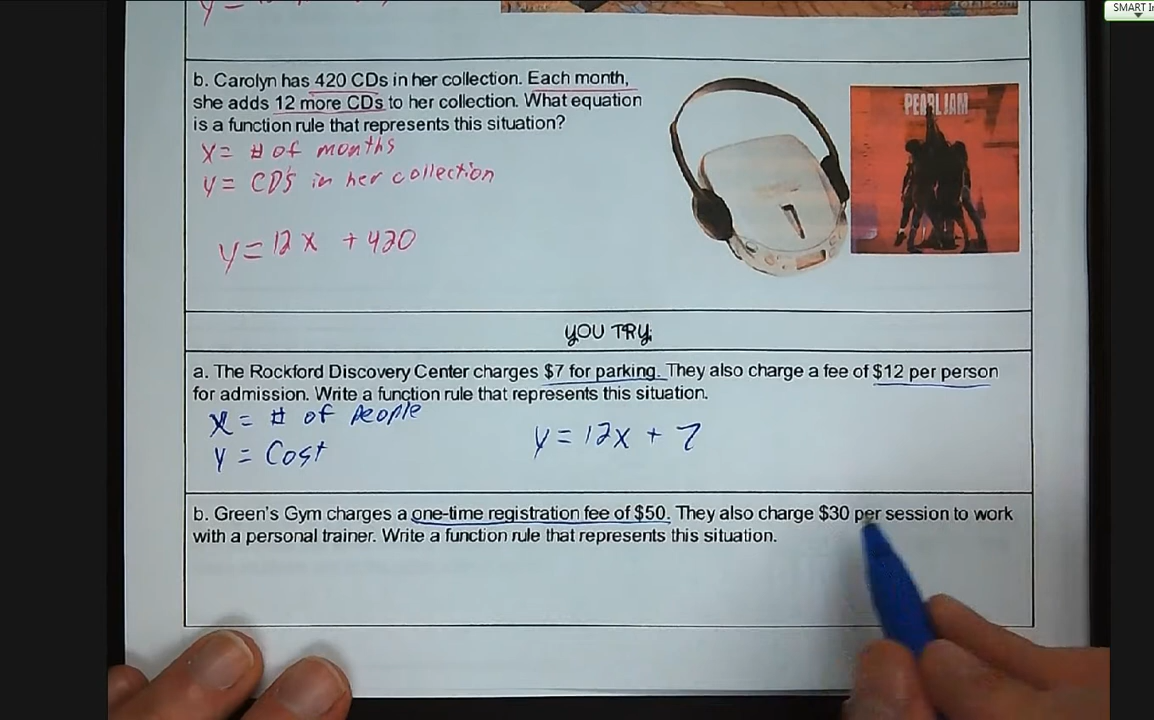 SMART
b. Carolyn has 420 CDs in her collection. Each month,
she adds 12 more CDs to her collection. What equation
is a function rule that represents this situation?
x = # of months
y = CD's in her collection
y = 12x + 420
PEARL JAM
YOU TRY:
a. The Rockford Discovery Center charges $7 for parking. They also charge a fee of $12 per person
for admission. Write a function rule that represents this situation.
x = # of people
y = Cost
y = 12x + 7
b. Green's Gym charges a one-time registration fee of $50. They also charge $30 per session to work
with a personal trainer. Write a function rule that represents this situation.